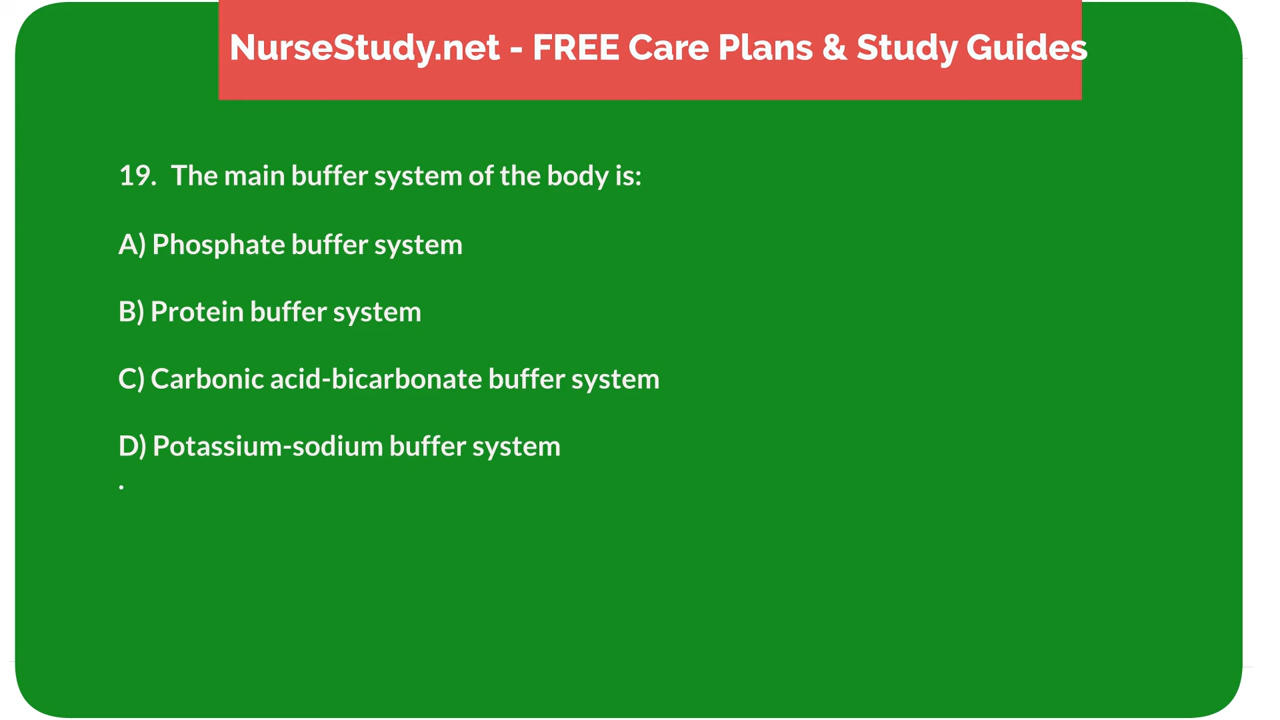 NurseStudy.net - FREE Care Plans & Study Guides
19. The main buffer system of the body is:
A) Phosphate buffer system
B) Protein buffer system
C) Carbonic acid-bicarbonate buffer system
D) Potassium-sodium buffer system
.